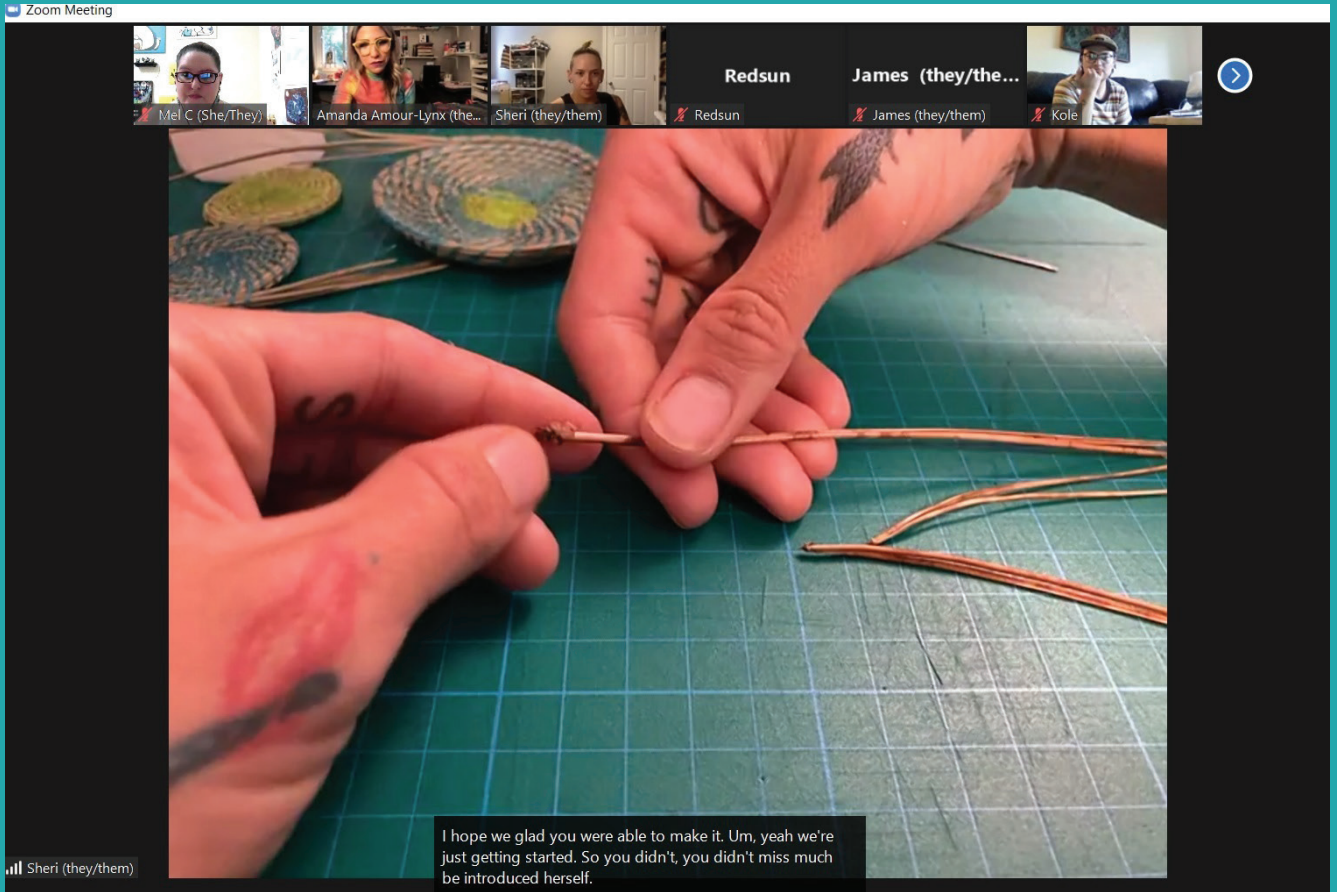 Zoom Meeting
Redsun
James (they/the...
Mel C (She/They)
Amanda Amour-Lynx (the...
Sheri (they/them)
Redsun
James (they/them)
Kole
I hope we glad you were able to make it. Um, yeah we're
just getting started. So you didn't, you didn't miss much
be introduced herself.
Sheri (they/them)